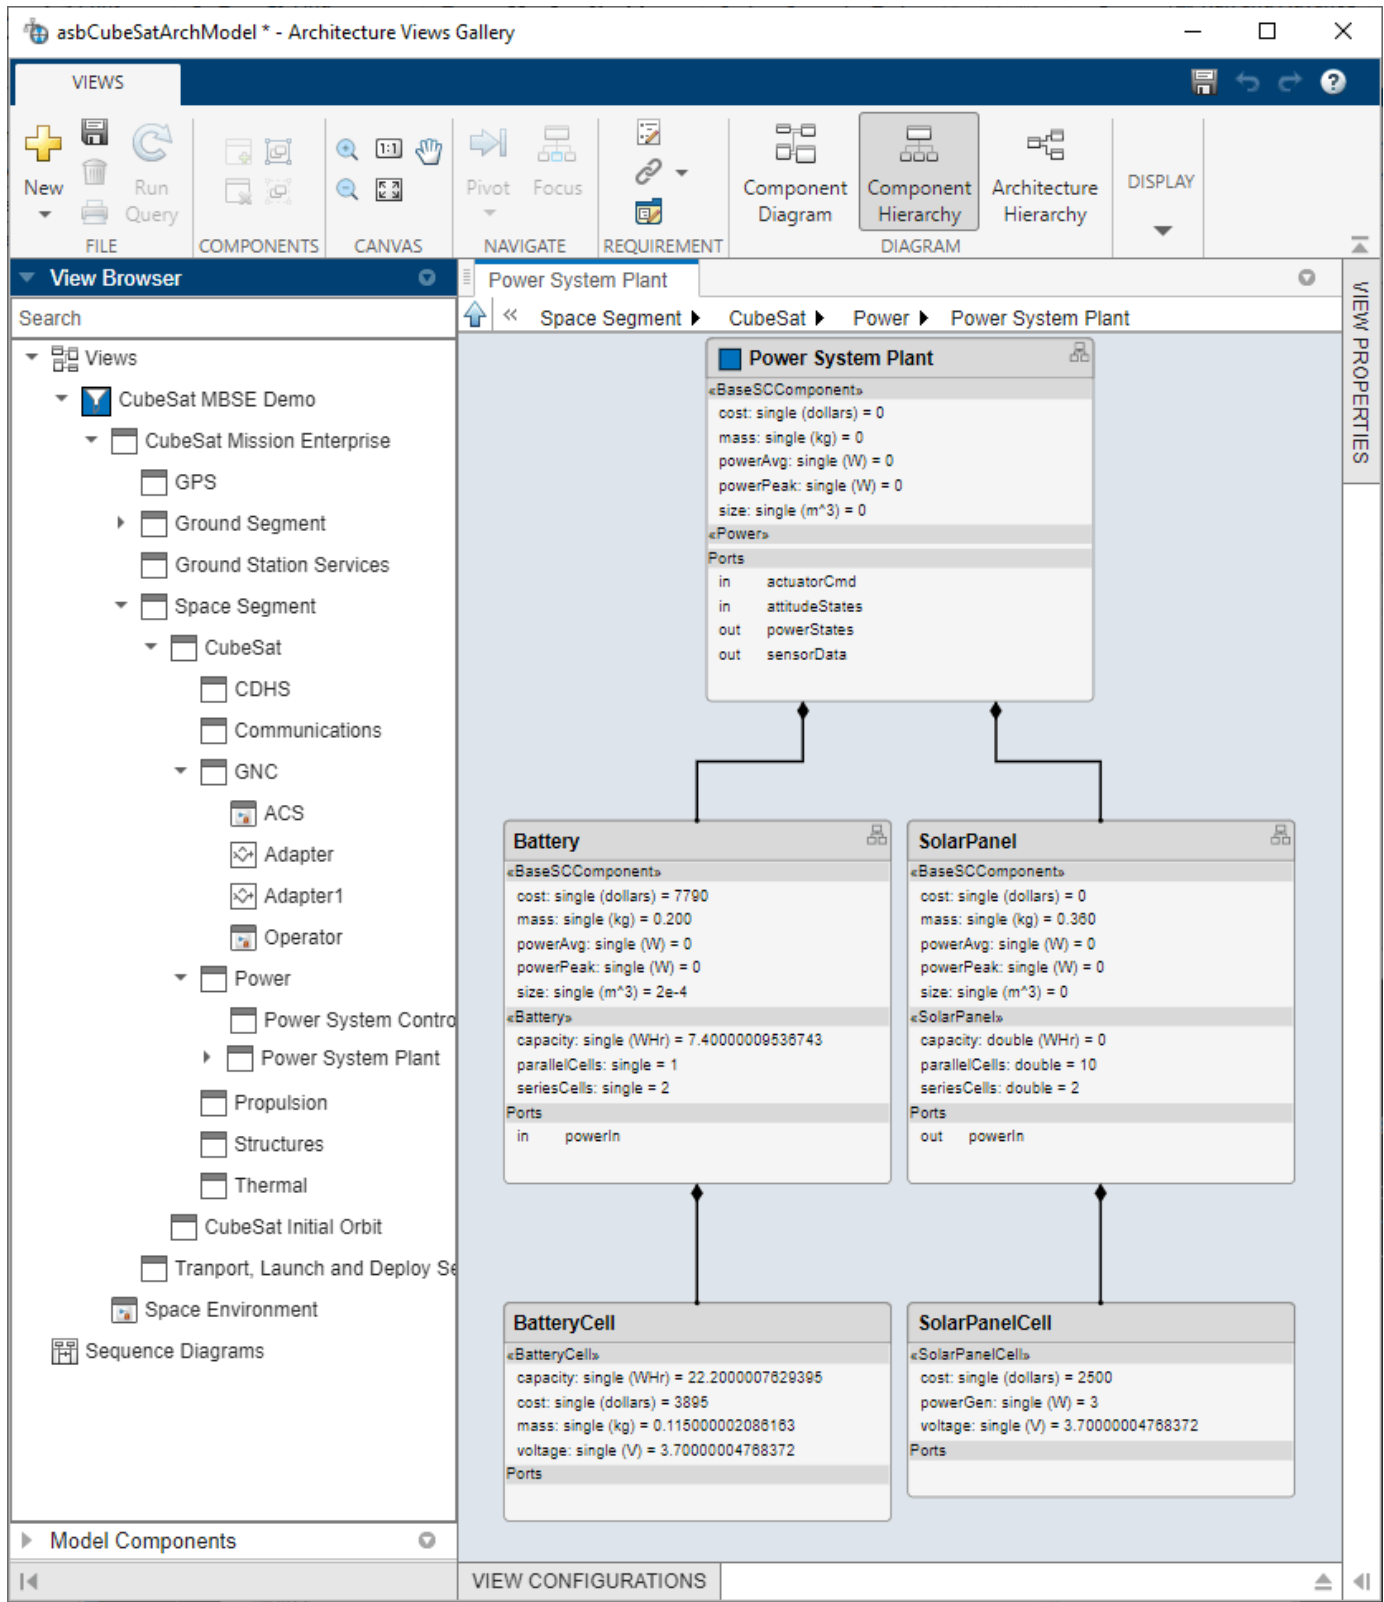 asbCubeSatArchModel * - Architecture Views Gallery
VIEWS
New
Run Query
FILE
COMPONENTS
CANVAS
Pivot
Focus
NAVIGATE
REQUIREMENT
Component Diagram
Component Hierarchy
Architecture Hierarchy
DIAGRAM
DISPLAY
View Browser
Search
Views
CubeSat MBSE Demo
CubeSat Mission Enterprise
GPS
Ground Segment
Ground Station Services
Space Segment
CubeSat
CDHS
Communications
GNC
ACS
Adapter
Adapter1
Operator
Power
Power System Contro
Power System Plant
Propulsion
Structures
Thermal
CubeSat Initial Orbit
Tranport, Launch and Deploy Se
Space Environment
Sequence Diagrams
Model Components
Power System Plant
« Space Segment CubeSat Power Power System Plant
Power System Plant
«BaseSCComponent»
cost: single (dollars) = 0
mass: single (kg) = 0
powerAvg: single (W) = 0
powerPeak: single (W) = 0
size: single (m^3) = 0
«Power»
Ports
in actuatorCmd
in attitudeStates
out powerStates
out sensorData
Battery
«BaseSCComponent»
cost: single (dollars) = 7790
mass: single (kg) = 0.200
powerAvg: single (W) = 0
powerPeak: single (W) = 0
size: single (m^3) = 2e-4
«Battery»
capacity: single (WHr) = 7.40000009536743
parallelCells: single = 1
seriesCells: single = 2
Ports
in powerIn
SolarPanel
«BaseSCComponent»
cost: single (dollars) = 0
mass: single (kg) = 0.360
powerAvg: single (W) = 0
powerPeak: single (W) = 0
size: single (m^3) = 0
«SolarPanel»
capacity: double (WHr) = 0
parallelCells: double = 10
seriesCells: double = 2
Ports
out powerIn
BatteryCell
«BatteryCell»
capacity: single (WHr) = 22.2000007629395
cost: single (dollars) = 3895
mass: single (kg) = 0.115000002086163
voltage: single (V) = 3.70000004768372
Ports
SolarPanelCell
«SolarPanelCell»
cost: single (dollars) = 2500
powerGen: single (W) = 3
voltage: single (V) = 3.70000004768372
Ports
VIEW CONFIGURATIONS
VIEW PROPERTIES